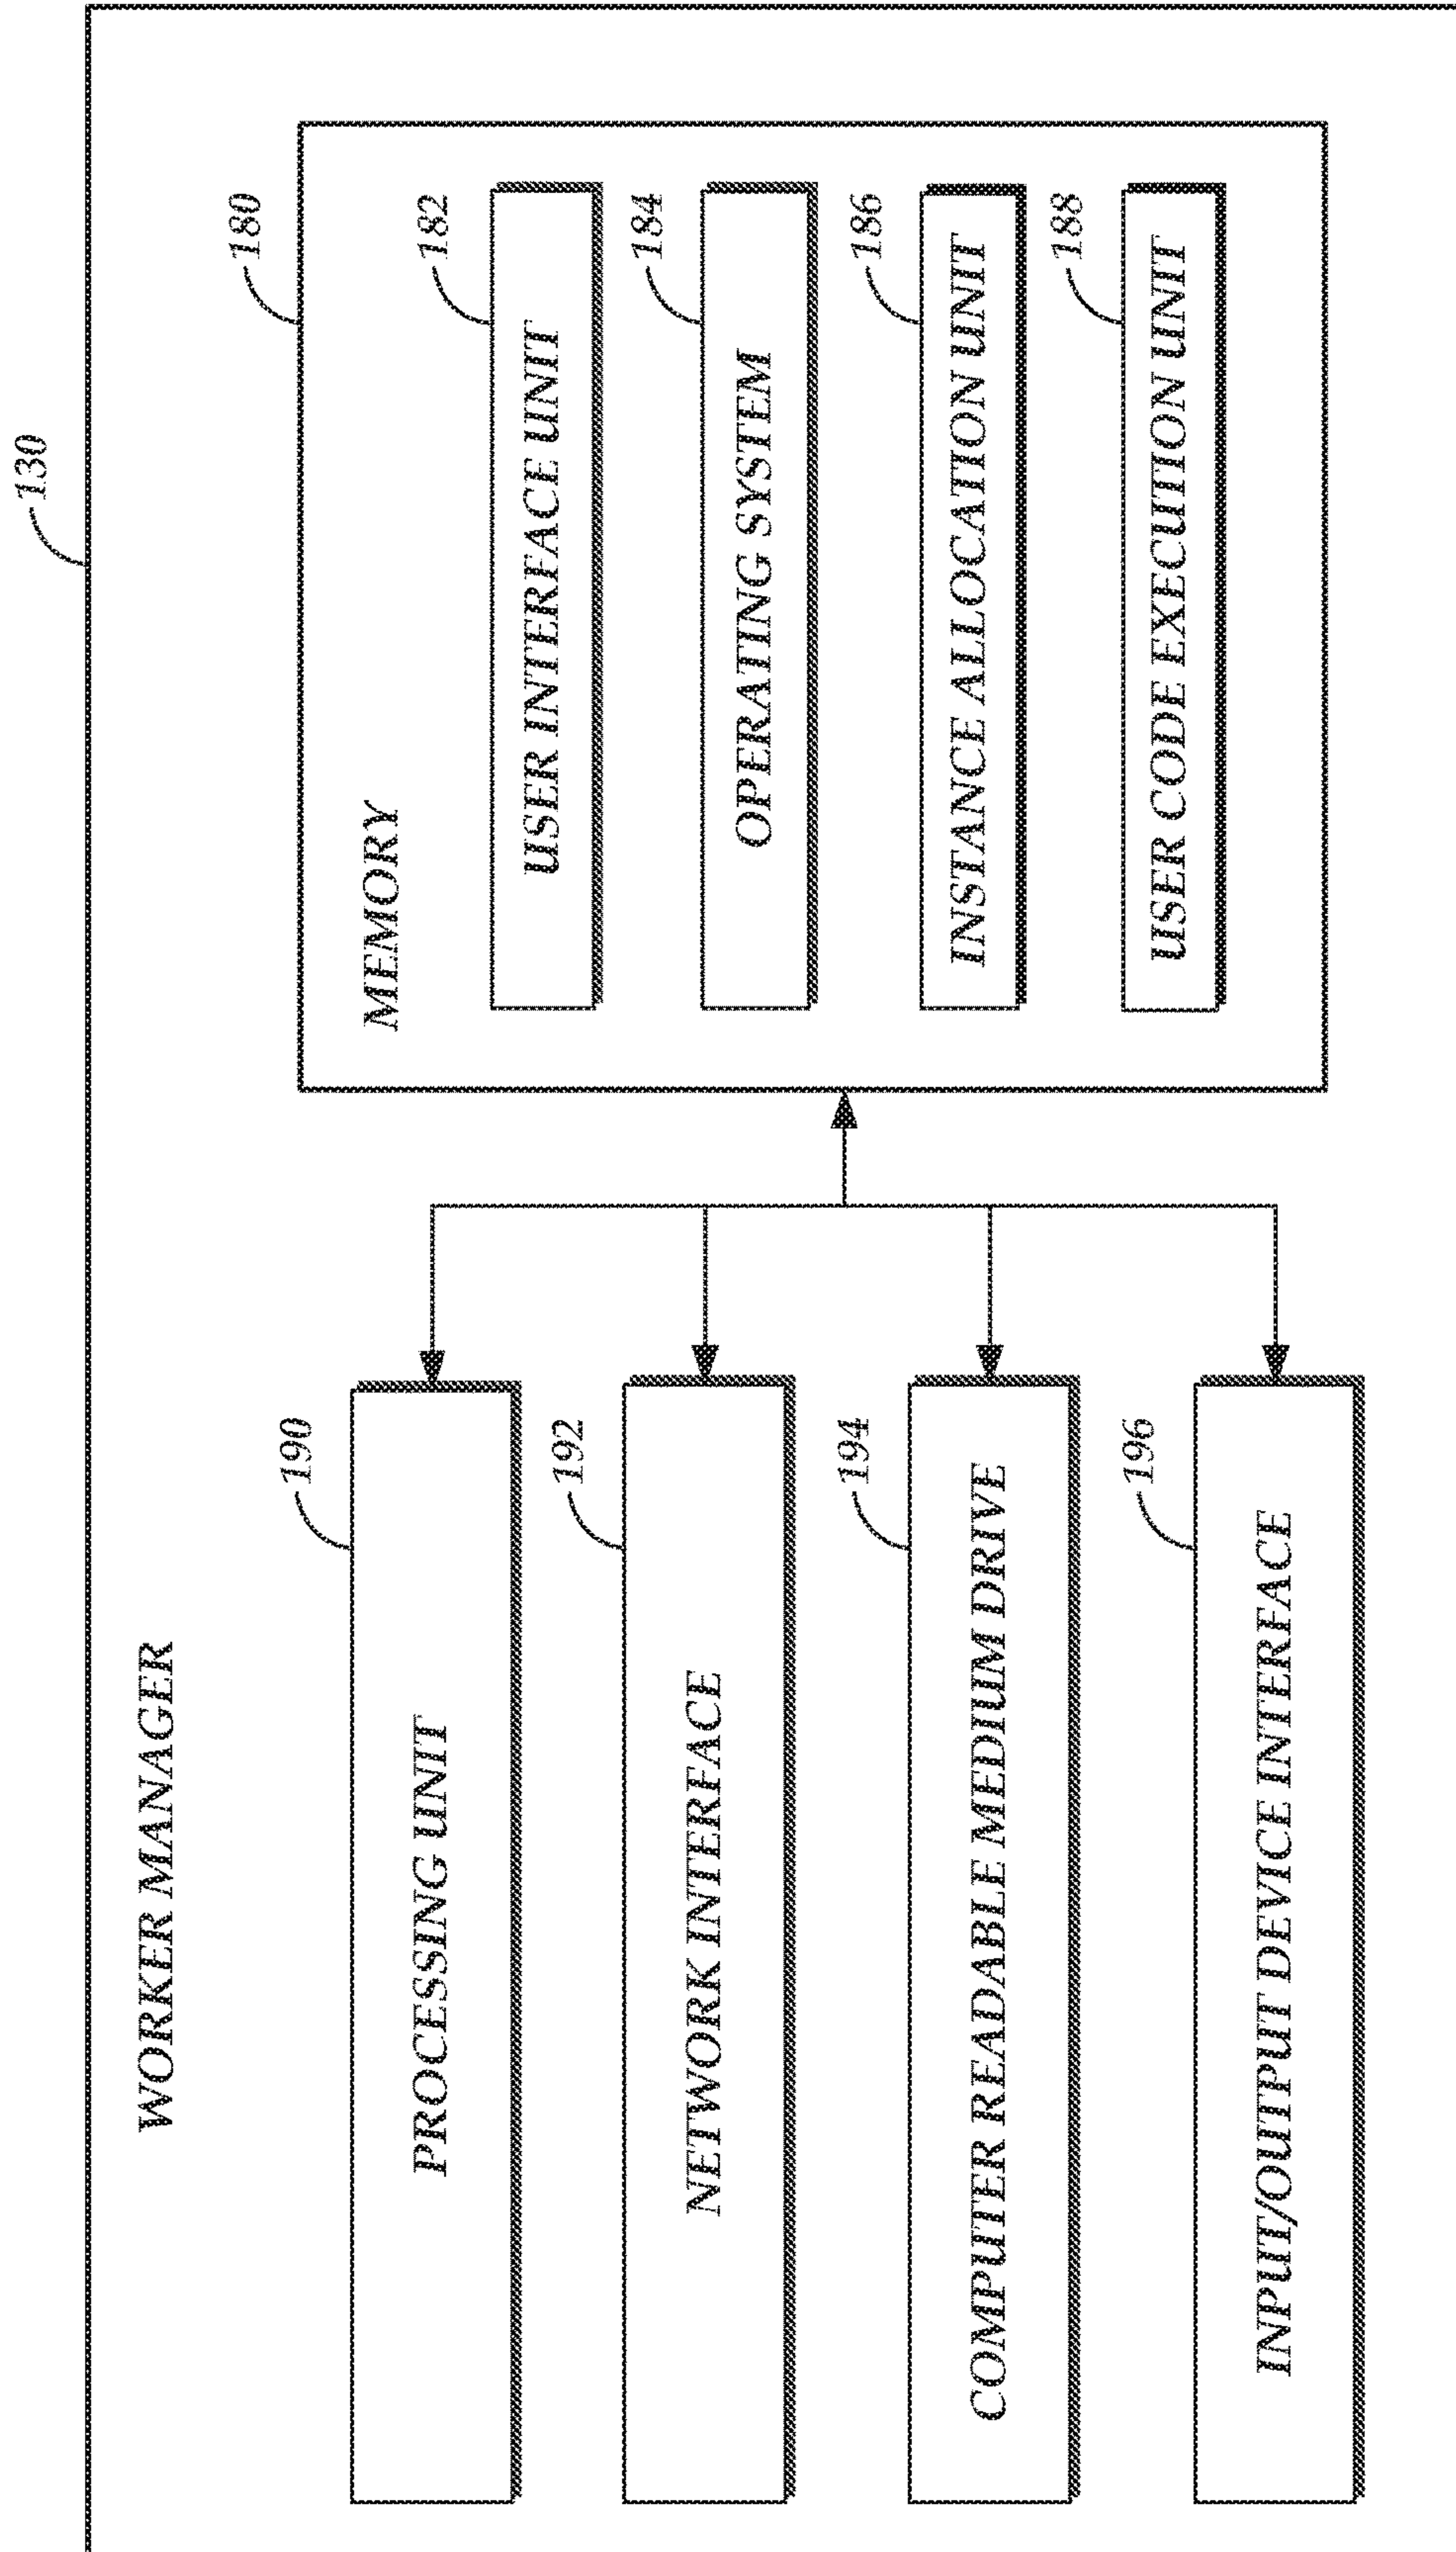 130
WORKER MANAGER
190
PROCESSING UNIT
192
NETWORK INTERFACE
194
COMPUTER READABLE MEDIUM DRIVE
196
INPUT/OUTPUT DEVICE INTERFACE
180
MEMORY
182
USER INTERFACE UNIT
184
OPERATING SYSTEM
186
INSTANCE ALLOCATION UNIT
188
USER CODE EXECUTION UNIT